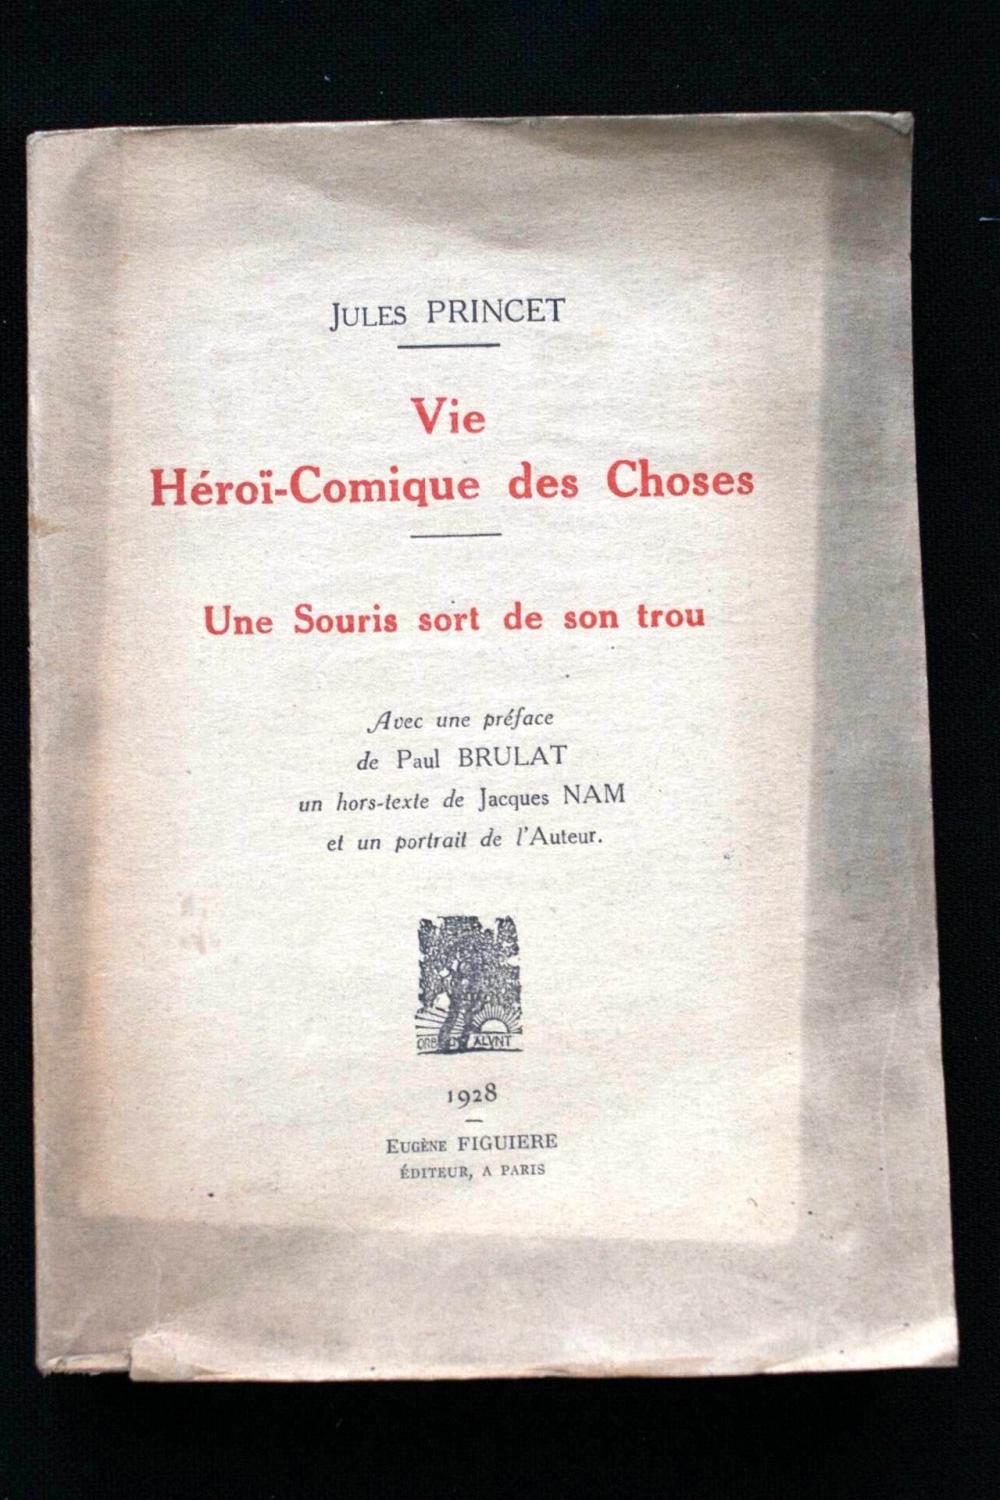 JULES PRINCET
Vie
Héroï-Comique des Choses
Une Souris sort de son trou
Avec une préface
de Paul BRULAT
un hors-texte de Jacques NAM
et un portrait de l'Auteur.
ALVNT
1928
EUGÈNE FIGUIERE
ÉDITEUR, A PARIS